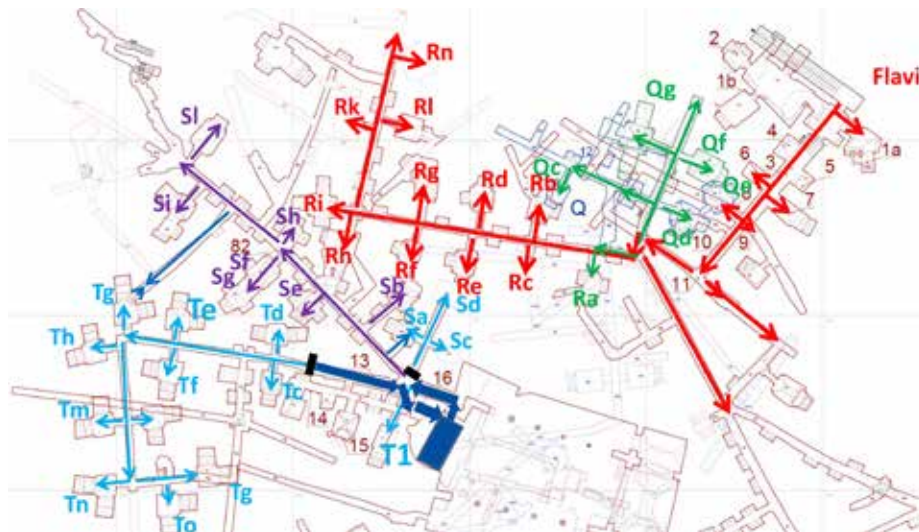 Rn
2
Flavi
Qg
1b
Sl
Rk
Rl
4
Qf
1a
Rg
Rd
Rb
Qc
12
6
3
5
Qe
8
7
Si
Ri
Q
Sh
82
Sf
Rh
Rf
Re
Rc
Qd
10
9
Sg
Se
Sb
Ra
11
Tg
Te
Td
Sd
Sa
Sc
Th
Tf
Tc
13
16
Tm
14
15
T1
Tn
Tg
To